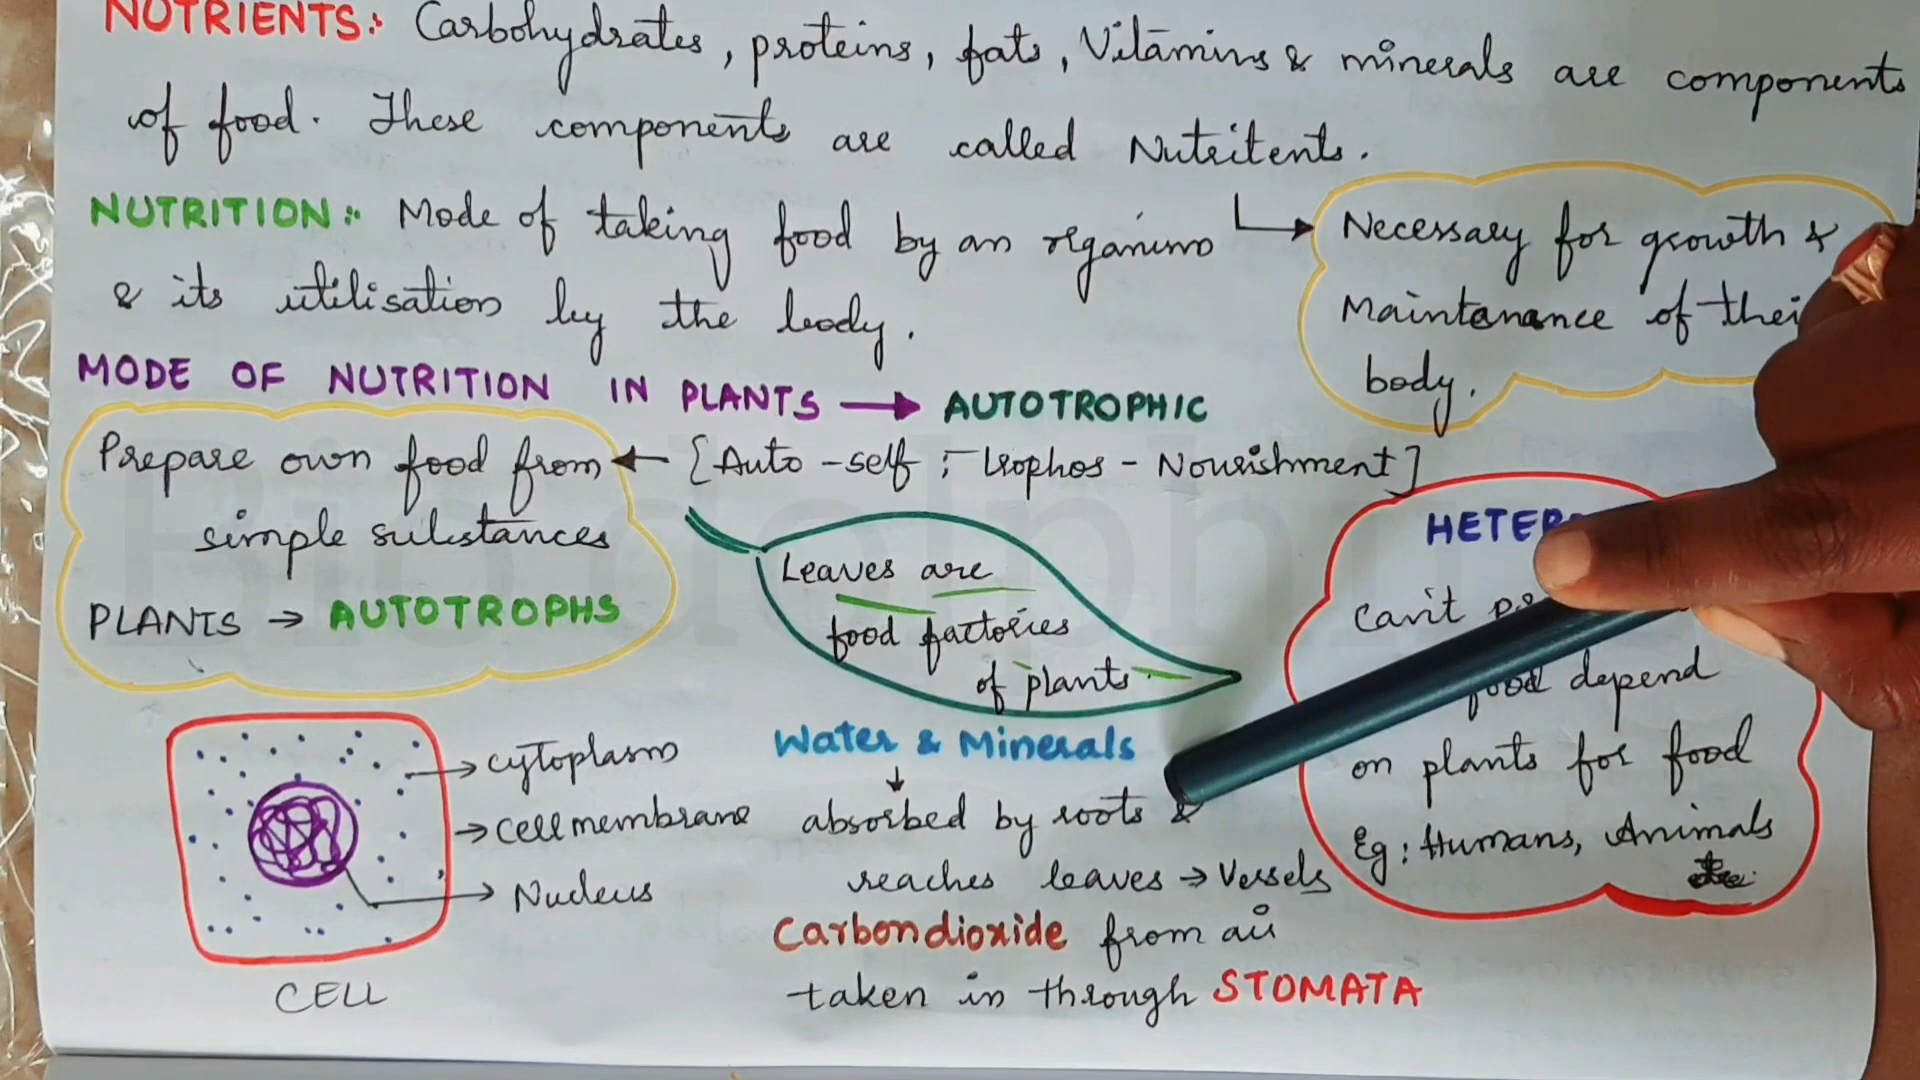 NUTRIENTS: Carbohydrates, proteins, fats, Vitamins & minerals are components
of food. These components are called Nutritents.
Necessary for growth &
Maintenance of thei
body.
NUTRITION: Mode of taking food by an
& its utilisation by the body.
MODE OF NUTRITION IN PLANTS → AUTOTROPHIC
[Auto - self ; trophos - Nourishment]
Prepare own food from
simple substances
PLANTS → AUTOTROPHS
Leaves are
food factories
of plants
HETER
Can't
food depend
on plants for food
Eg: Humans, Animals
Cytoplasm
Cell membrane
Nucleus
CELL
Water & Minerals
absorbed by roots &
reaches leaves → Vessels
Carbondioxide from air
taken in through STOMATA
Biodolphi